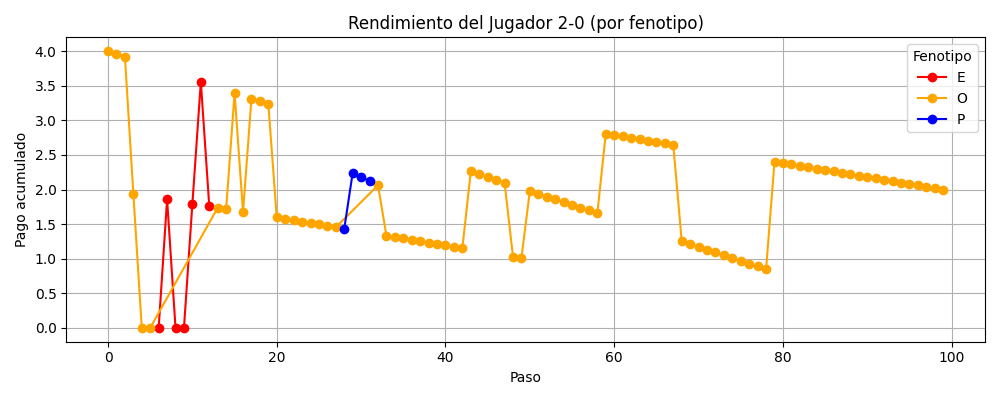 Rendimiento del Jugador 2-0 (por fenotipo)
Pago acumulado
4.0
3.5
3.0
2.5
2.0
1.5
1.0
0.5
0.0
Fenotipo
E
O
P
0 20 40 60 80 100
Paso